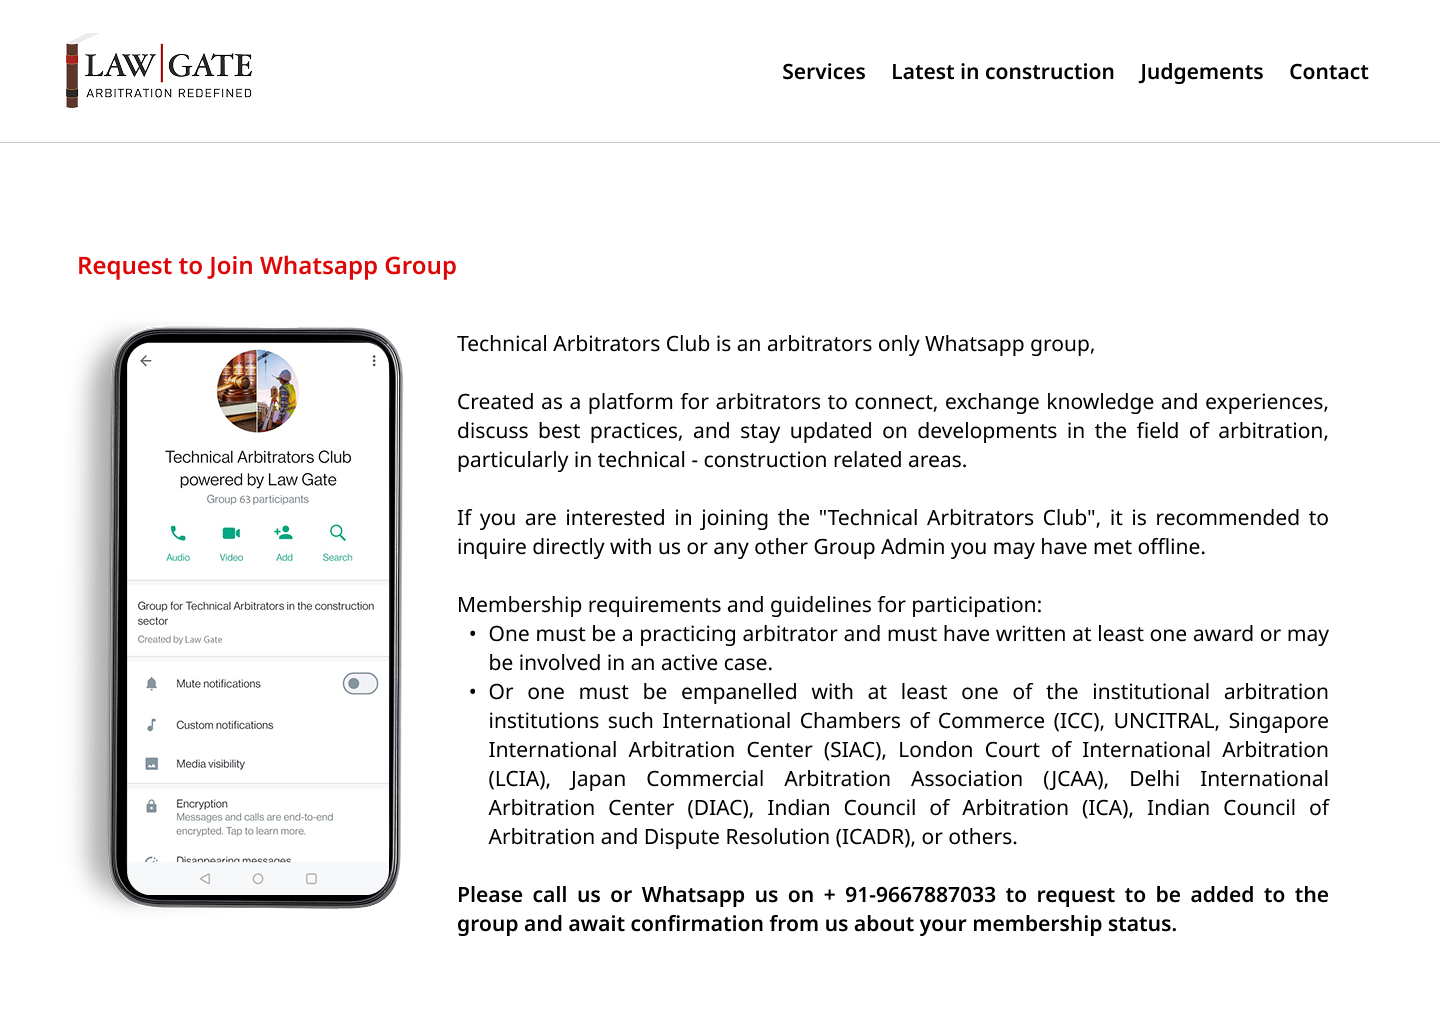 LAW GATE
ARBITRATION REDEFINED
Services Latest in construction Judgements Contact
Request to Join Whatsapp Group
Technical Arbitrators Club
powered by Law Gate
Group 63 participants
Audio Video Add Search
Group for Technical Arbitrators in the construction
sector
Created by Law Gate
Mute notifications
Custom notifications
Media visibility
Encryption
Messages and calls are end-to-end
encrypted. Tap to learn more.
Disappearing messages
Technical Arbitrators Club is an arbitrators only Whatsapp group,
Created as a platform for arbitrators to connect, exchange knowledge and experiences,
discuss best practices, and stay updated on developments in the field of arbitration,
particularly in technical - construction related areas.
If you are interested in joining the "Technical Arbitrators Club", it is recommended to
inquire directly with us or any other Group Admin you may have met offline.
Membership requirements and guidelines for participation:
• One must be a practicing arbitrator and must have written at least one award or may
be involved in an active case.
• Or one must be empanelled with at least one of the institutional arbitration
institutions such International Chambers of Commerce (ICC), UNCITRAL, Singapore
International Arbitration Center (SIAC), London Court of International Arbitration
(LCIA), Japan Commercial Arbitration Association (JCAA), Delhi International
Arbitration Center (DIAC), Indian Council of Arbitration (ICA), Indian Council of
Arbitration and Dispute Resolution (ICADR), or others.
Please call us or Whatsapp us on + 91-9667887033 to request to be added to the
group and await confirmation from us about your membership status.